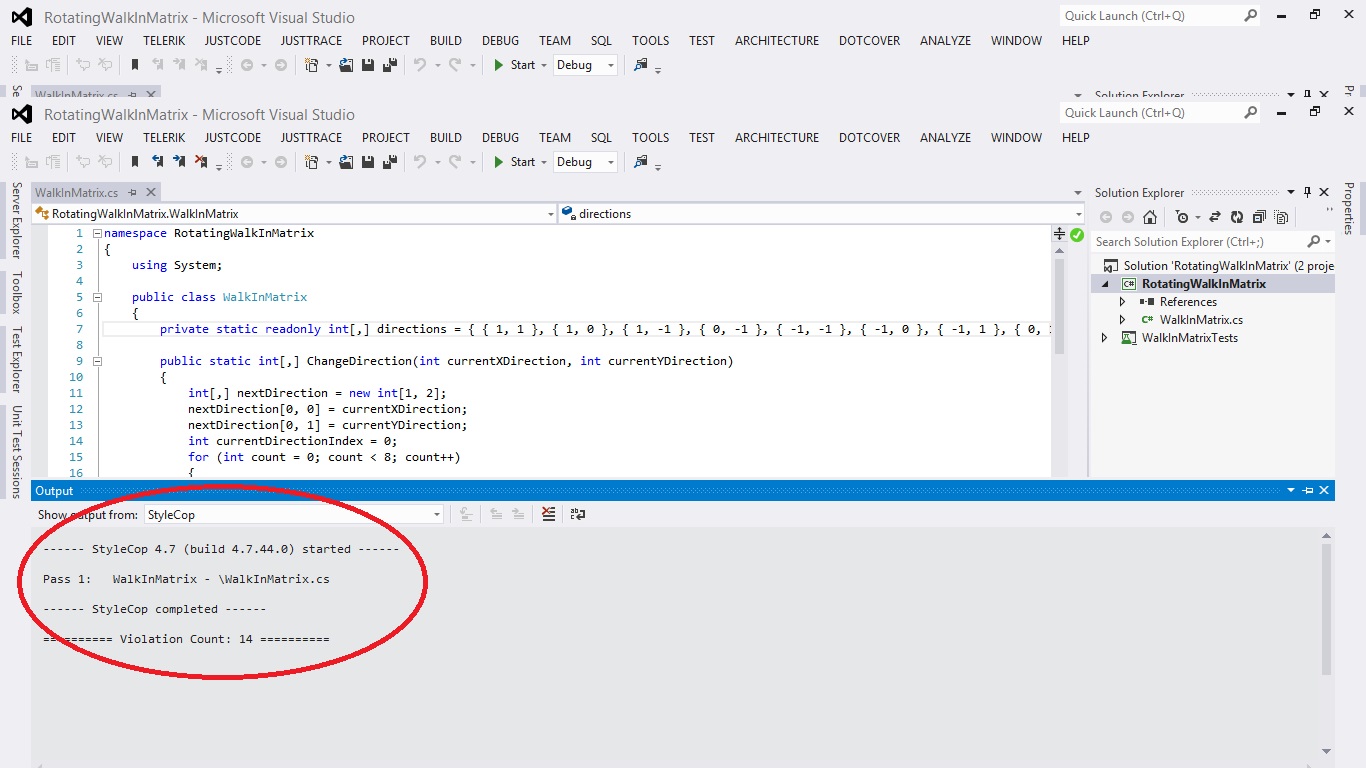 RotatingWalkInMatrix - Microsoft Visual Studio
Quick Launch (Ctrl+Q)
FILE EDIT VIEW TELERIK JUSTCODE JUSTTRACE PROJECT BUILD DEBUG TEAM SQL TOOLS TEST ARCHITECTURE DOTCOVER ANALYZE WINDOW HELP
Start Debug
WalkInMatrix.cs
Solution Explorer
RotatingWalkInMatrix - Microsoft Visual Studio
Quick Launch (Ctrl+Q)
FILE EDIT VIEW TELERIK JUSTCODE JUSTTRACE PROJECT BUILD DEBUG TEAM SQL TOOLS TEST ARCHITECTURE DOTCOVER ANALYZE WINDOW HELP
Start Debug
Server Explorer
Toolbox
Test Explorer
Unit Test Sessions
WalkInMatrix.cs
RotatingWalkInMatrix.WalkInMatrix
directions
1 namespace RotatingWalkInMatrix
2 {
3 using System;
4
5 public class WalkInMatrix
6 {
7 private static readonly int[,] directions = { { 1, 1 }, { 1, 0 }, { 1, -1 }, { 0, -1 }, { -1, -1 }, { -1, 0 }, { -1, 1 }, { 0,
8
9 public static int[,] ChangeDirection(int currentXDirection, int currentYDirection)
10 {
11 int[,] nextDirection = new int[1, 2];
12 nextDirection[0, 0] = currentXDirection;
13 nextDirection[0, 1] = currentYDirection;
14 int currentDirectionIndex = 0;
15 for (int count = 0; count < 8; count++)
16 {
Solution Explorer
Search Solution Explorer (Ctrl+;)
Solution 'RotatingWalkInMatrix' (2 proje
C# RotatingWalkInMatrix
References
C# WalkInMatrix.cs
WalkInMatrixTests
Properties
Output
Show output from: StyleCop
------ StyleCop 4.7 (build 4.7.44.0) started ------
Pass 1: WalkInMatrix - \WalkInMatrix.cs
------ StyleCop completed ------
========== Violation Count: 14 ==========